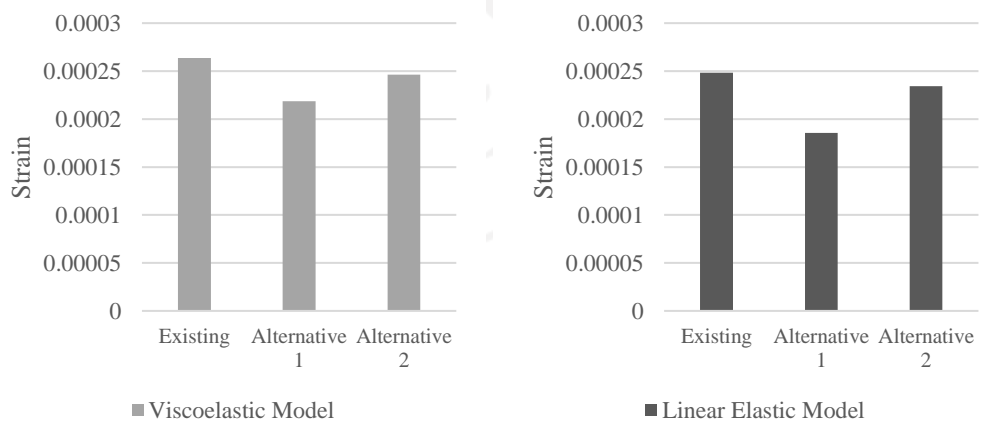 Strain
0.0003
0.00025
0.0002
0.00015
0.0001
0.00005
0
Existing
Alternative
1
Alternative
2
Viscoelastic Model
Strain
0.0003
0.00025
0.0002
0.00015
0.0001
0.00005
0
Existing
Alternative
1
Alternative
2
Linear Elastic Model